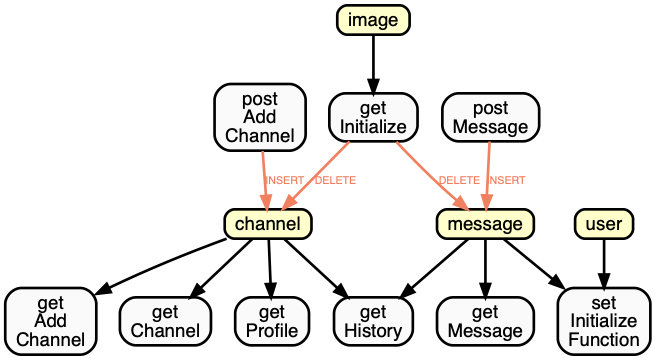 image
post
Add
Channel
get
Initialize
post
Message
INSERT
DELETE
DELETE
INSERT
channel
message
user
get
Add
Channel
get
Channel
get
Profile
get
History
get
Message
set
Initialize
Function